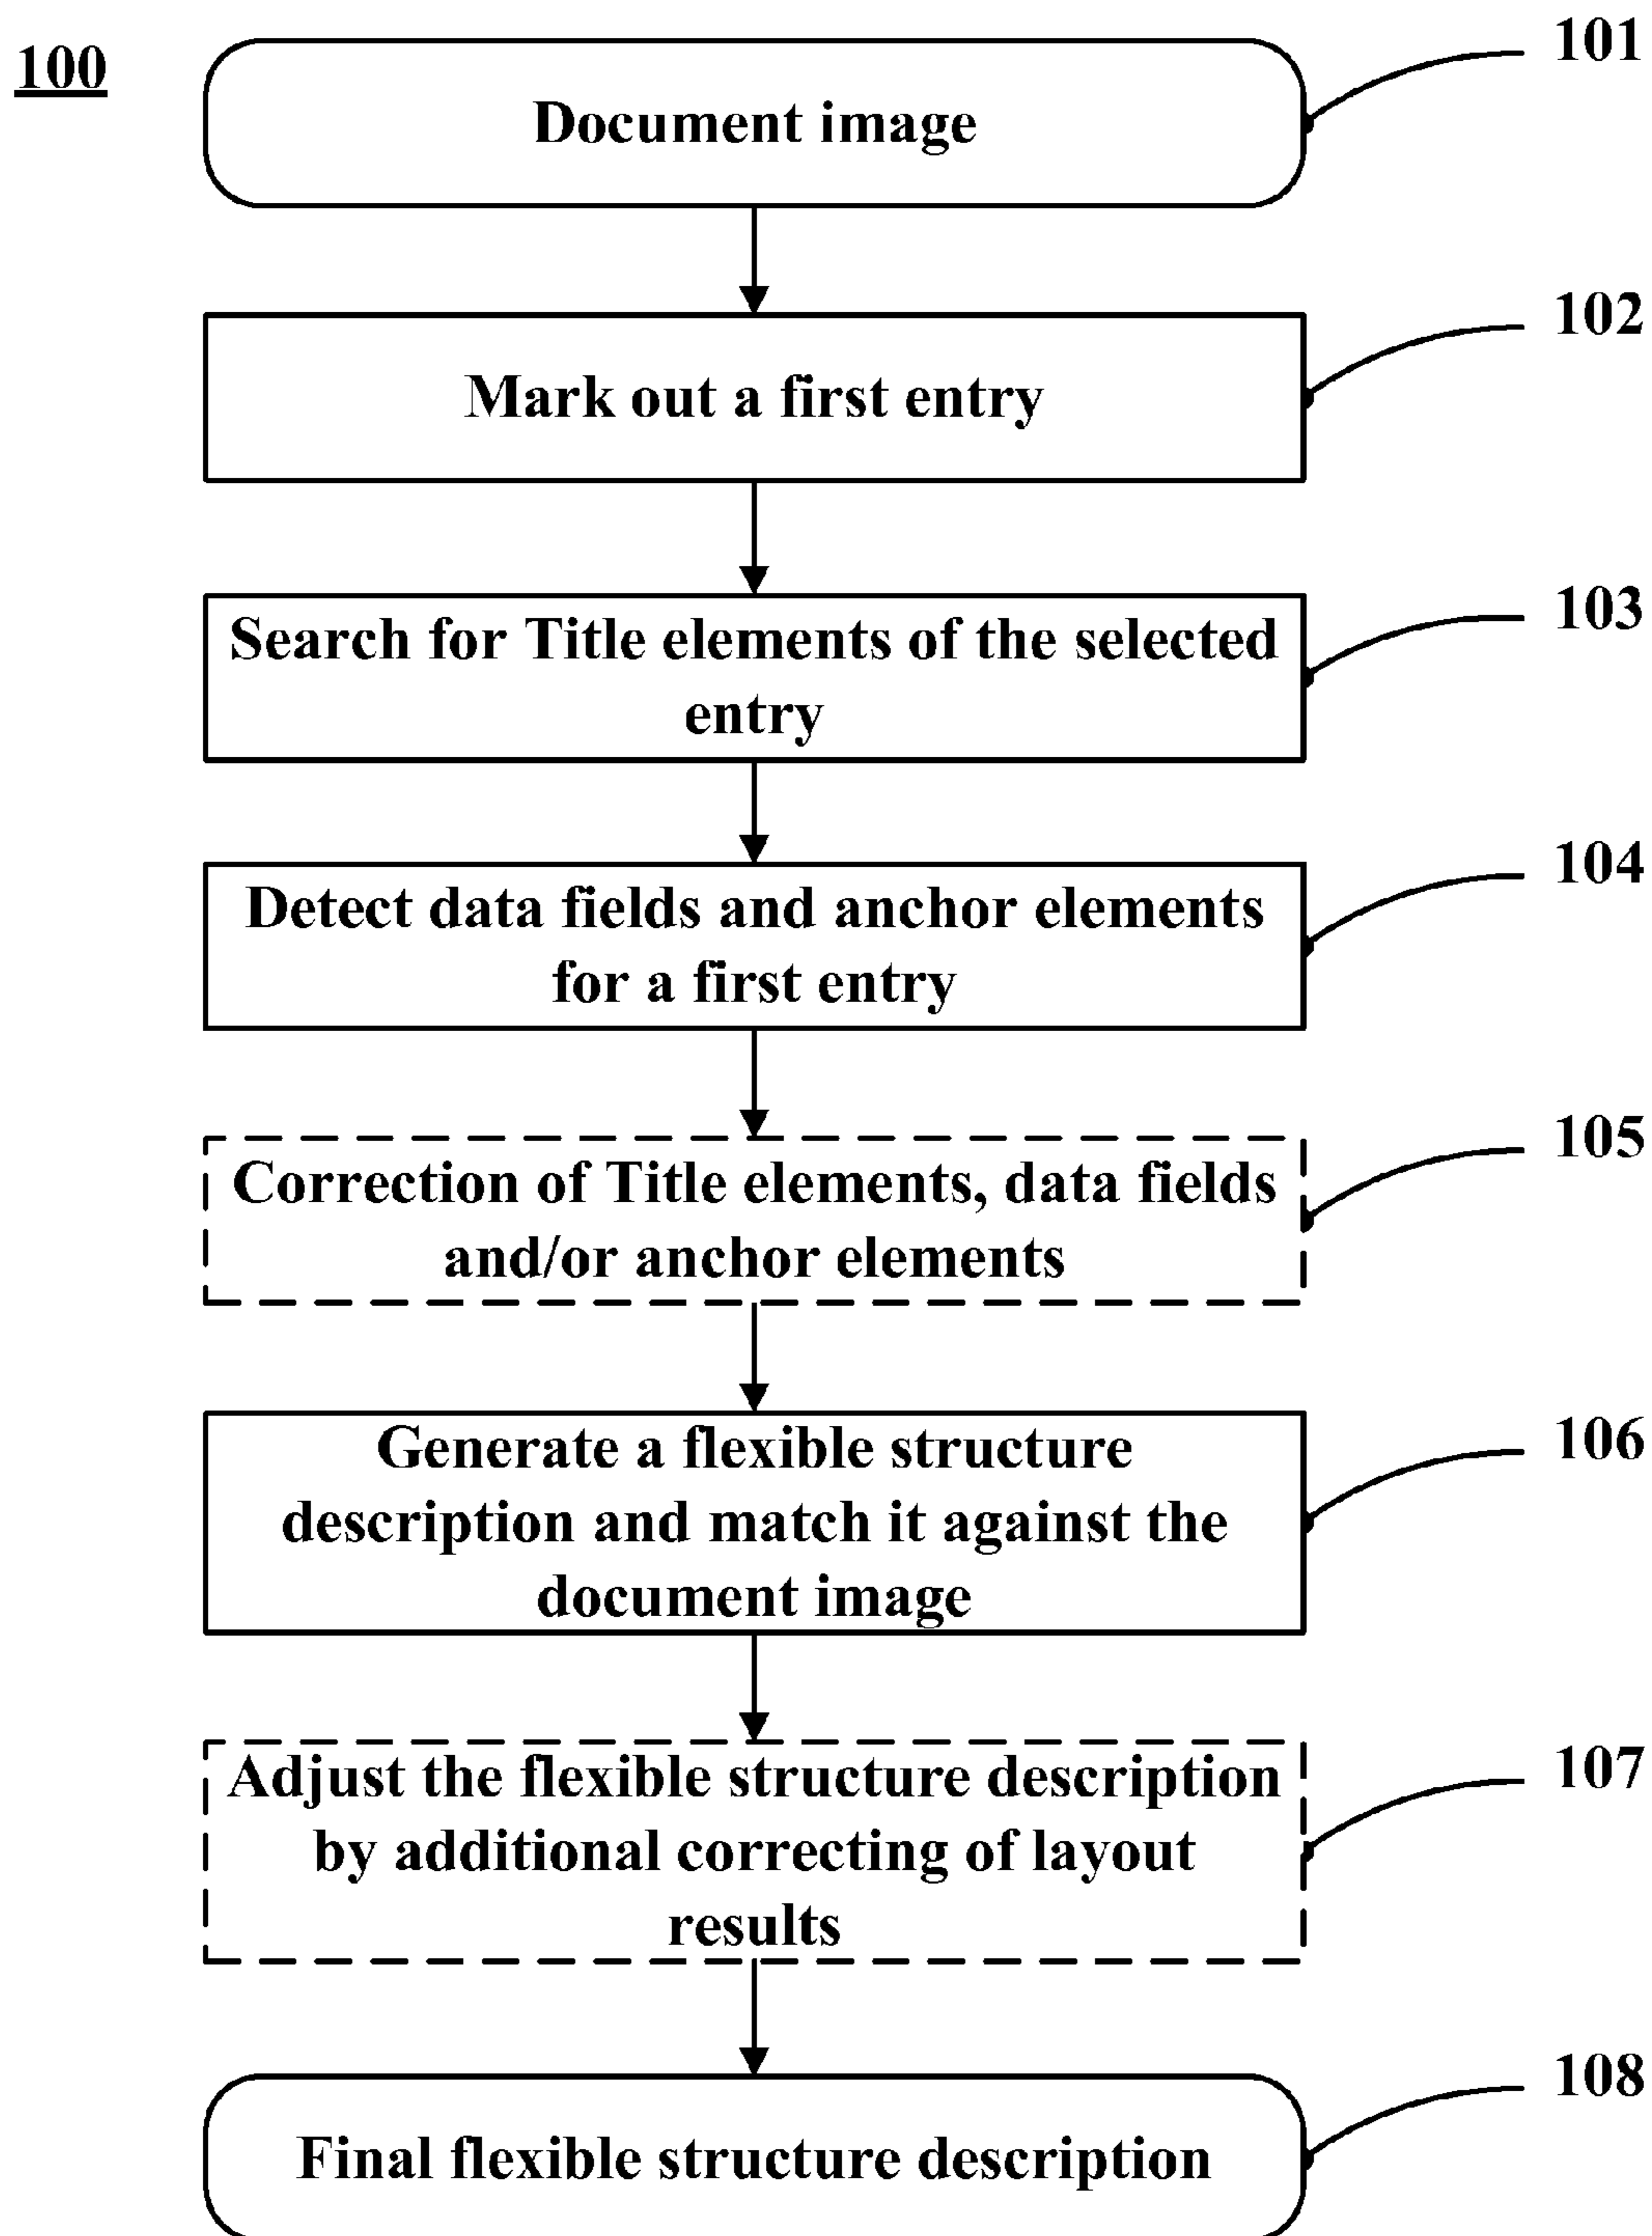 100
101
Document image
102
Mark out a first entry
103
Search for Title elements of the selected
entry
104
Detect data fields and anchor elements
for a first entry
105
Correction of Title elements, data fields
and/or anchor elements
106
Generate a flexible structure
description and match it against the
document image
107
Adjust the flexible structure description
by additional correcting of layout
results
108
Final flexible structure description